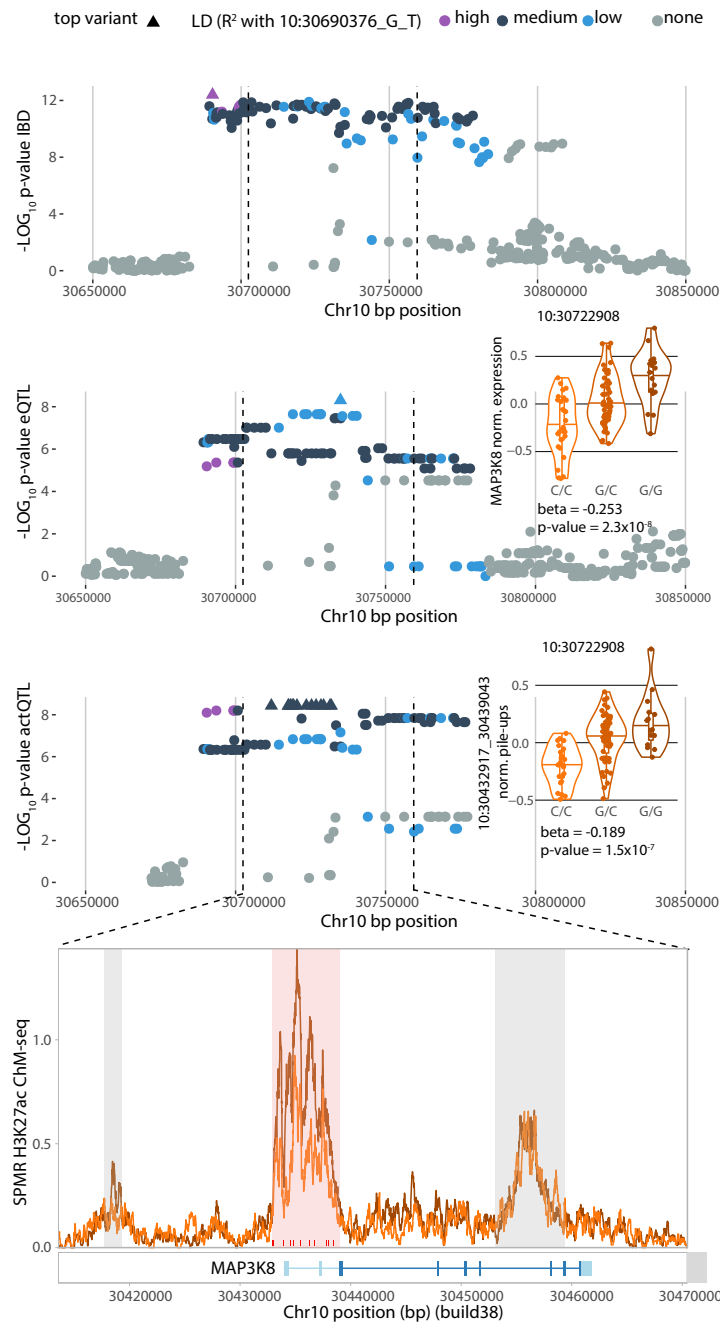 top variant LD (R² with 10:30690376_G_T) high medium low none
-LOG₁₀ p-value IBD
12
8
4
0
30650000 30700000 30750000 30800000 30850000
Chr10 bp position
10:30722908
MAP3K8 norm. expression
0.5
0.0
−0.5
C/C G/C G/G
beta = -0.253
p-value = 2.3x10⁻⁸
-LOG₁₀ p-value eQTL
8
6
4
2
0
30650000 30700000 30750000 30800000 30850000
Chr10 bp position
10:30722908
10:30432917_30439043
norm. pile-ups
0.5
0.0
−0.5
C/C G/C G/G
beta = -0.189
p-value = 1.5x10⁻⁷
-LOG₁₀ p-value actQTL
8
6
4
2
0
30650000 30700000 30750000 30800000 30850000
Chr10 bp position
SPMR H3K27ac ChM-seq
1.0
0.5
0.0
MAP3K8
30420000 30430000 30440000 30450000 30460000 30470000
Chr10 position (bp) (build38)